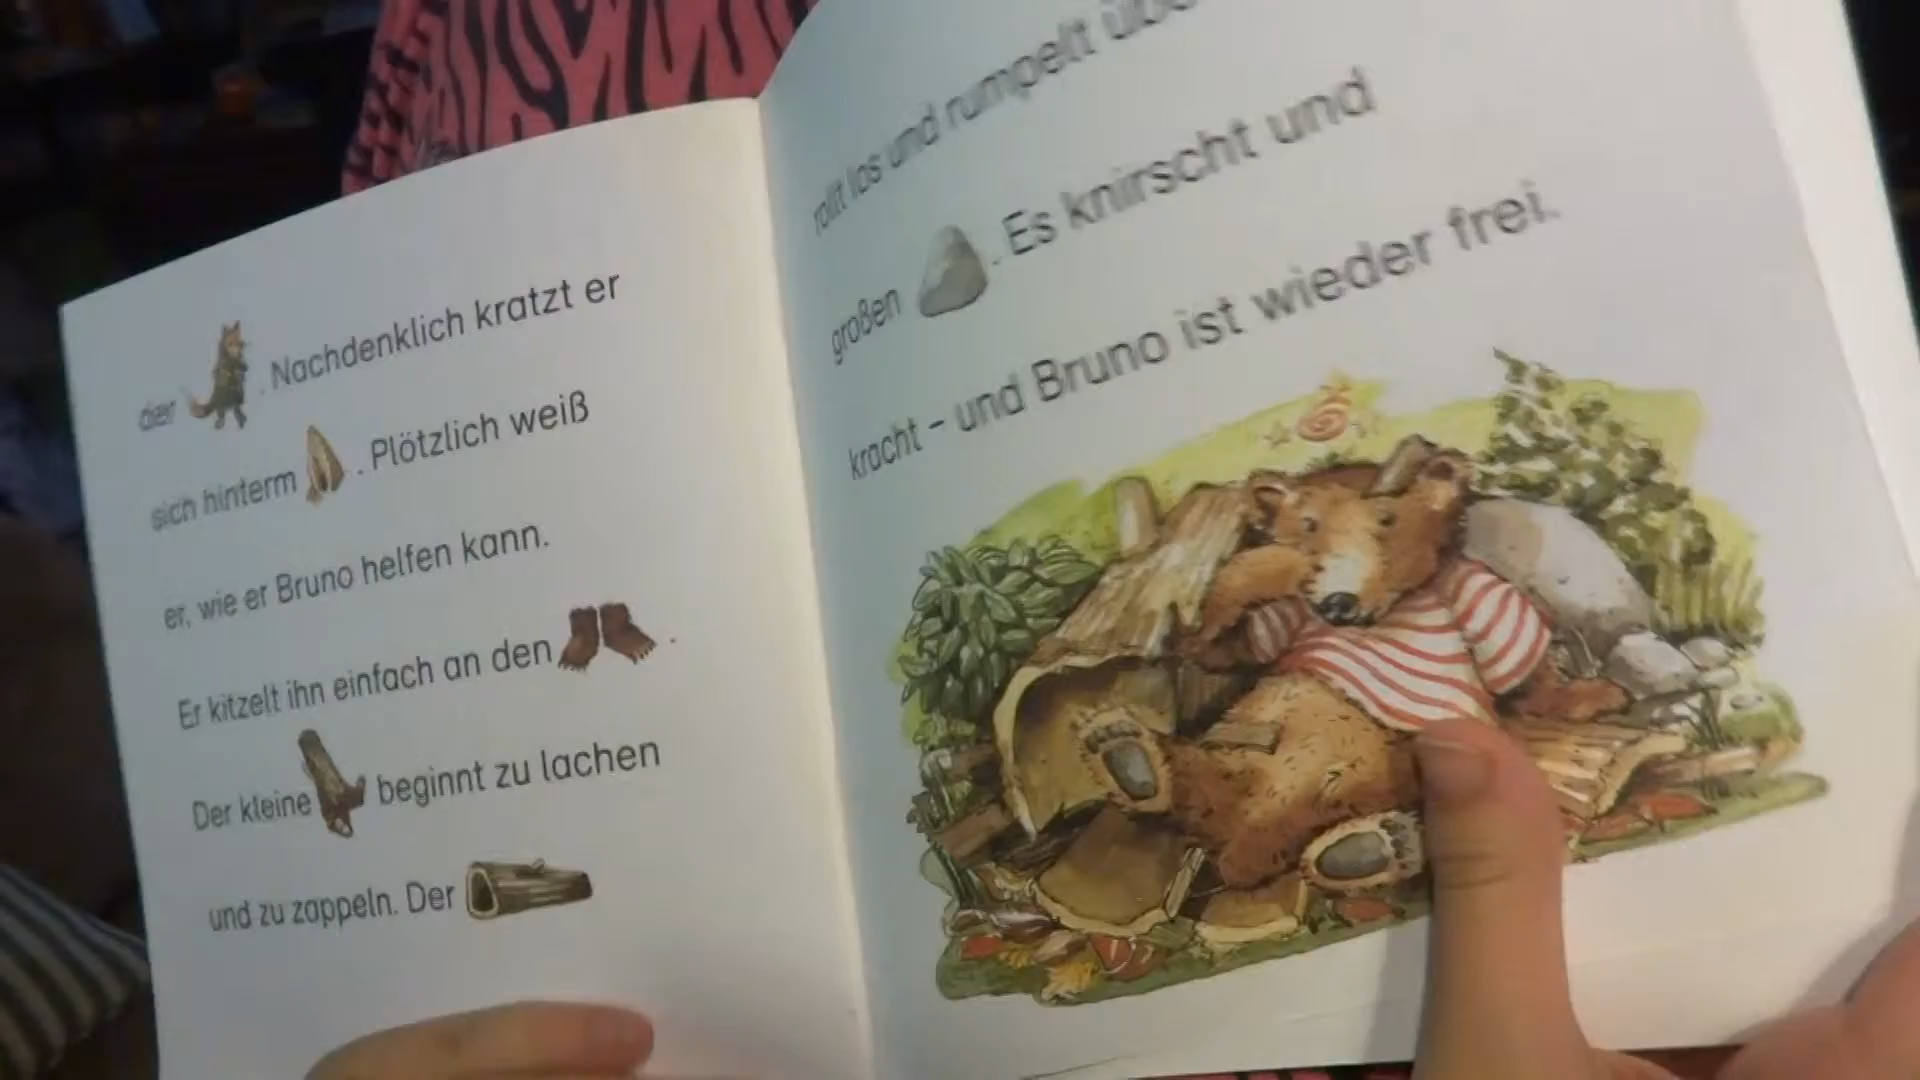 der . Nachdenklich kratzt er
sich hinterm . Plötzlich weiß
er, wie er Bruno helfen kann.
Er kitzelt ihn einfach an den .
Der kleine beginnt zu lachen
und zu zappeln. Der
rollt los und rumpelt
großen . Es knirscht und
kracht – und Bruno ist wieder frei.